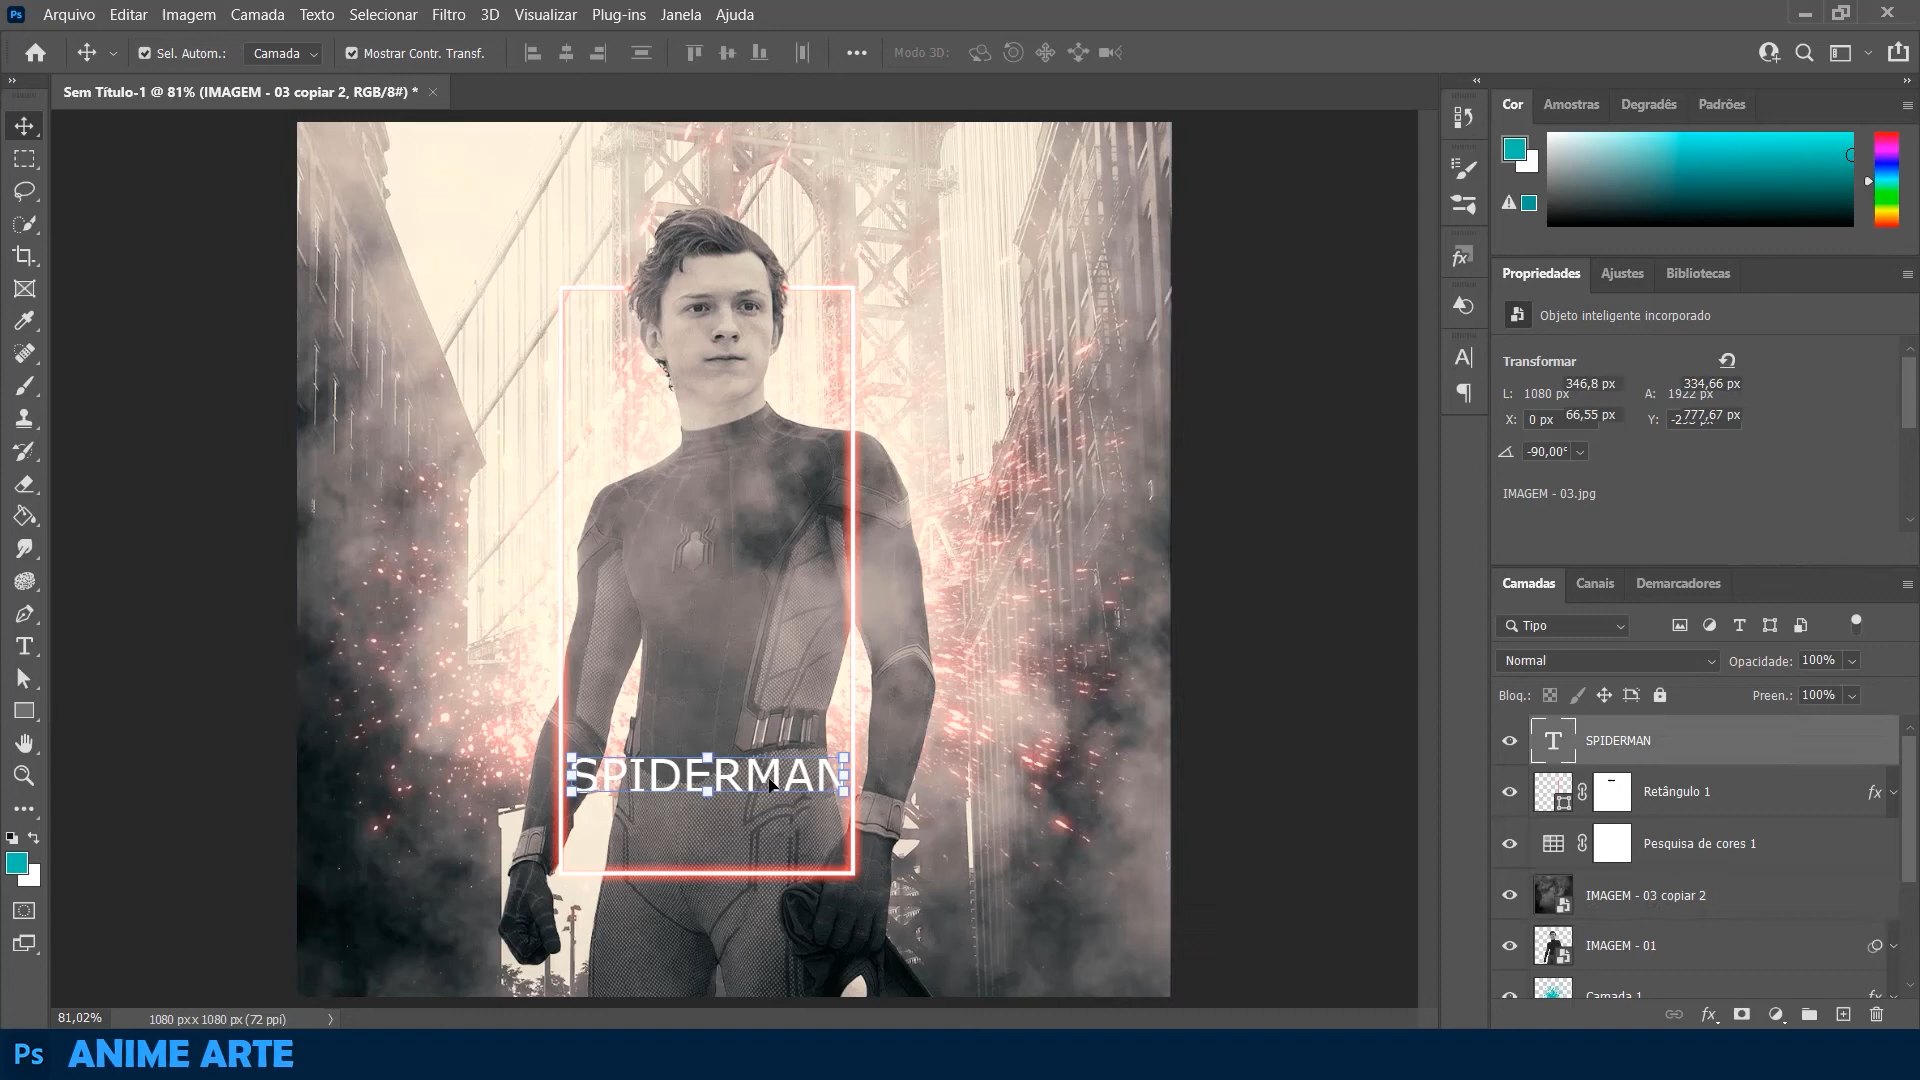 Ps Arquivo Editar Imagem Camada Texto Selecionar Filtro 3D Visualizar Plug-ins Janela Ajuda
Sel. Autom.: Camada Mostrar Contr. Transf. Modo 3D:
Sem Título-1 @ 81% (IMAGEM - 03 copiar 2, RGB/8#) *
Cor Amostras Degradês Padrões
Propriedades Ajustes Bibliotecas
Objeto inteligente incorporado
Transformar
346,8 px 334,66 px
L: 1080 px A: 1922 px
66,55 px 777,67 px
X: 0 px Y:
-90,00°
IMAGEM - 03.jpg
Camadas Canais Demarcadores
Tipo
Normal Opacidade: 100%
Bloq.: Preen.: 100%
SPIDERMAN
Retângulo 1 fx
Pesquisa de cores 1
IMAGEM - 03 copiar 2
IMAGEM - 01
Camada 1 fx
fx
SPIDERMAN
81,02% 1080 px x 1080 px (72 ppi)
Ps ANIME ARTE